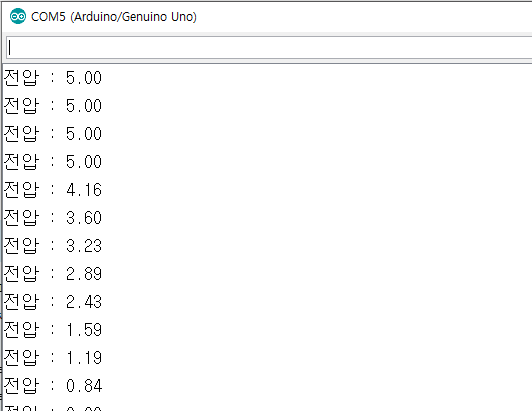 COM5 (Arduino/Genuino Uno)
전압 : 5.00
전압 : 5.00
전압 : 5.00
전압 : 5.00
전압 : 4.16
전압 : 3.60
전압 : 3.23
전압 : 2.89
전압 : 2.43
전압 : 1.59
전압 : 1.19
전압 : 0.84